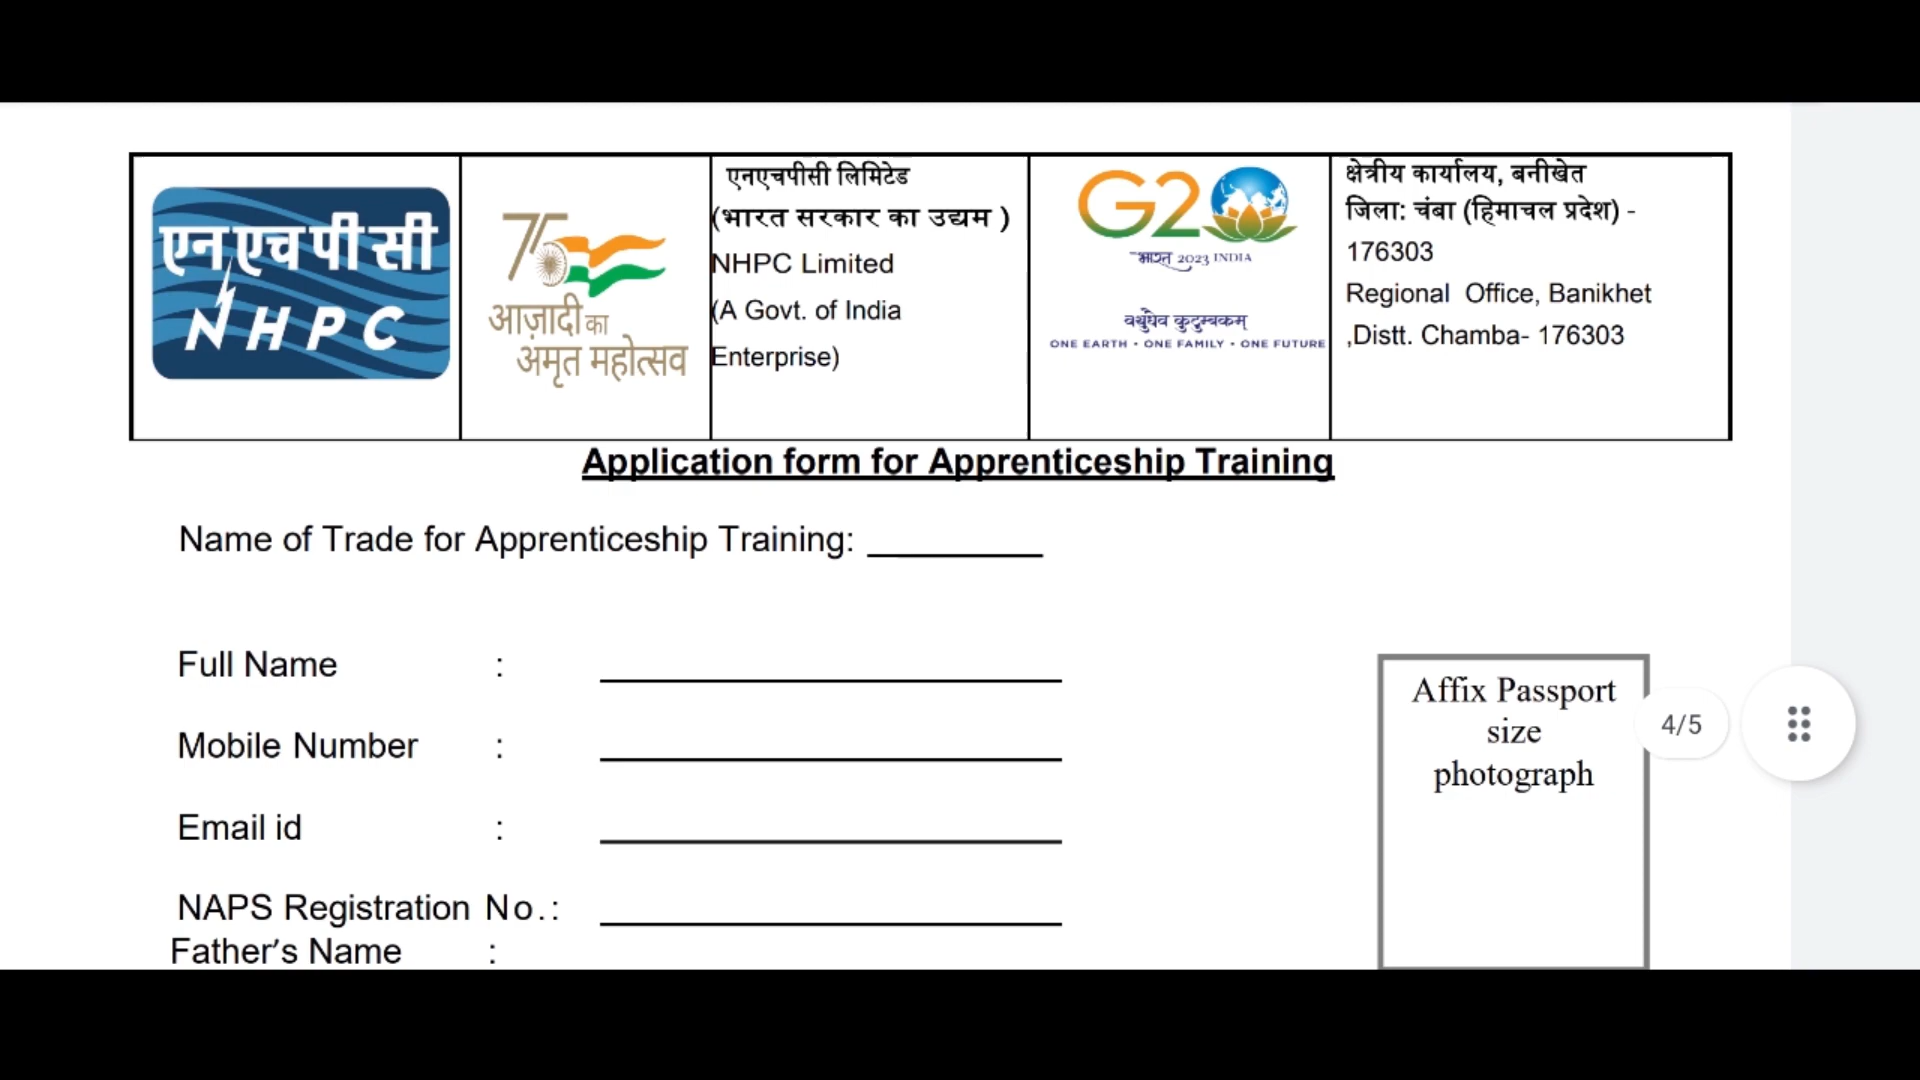 एनएचपीसी
NHPC
75
आज़ादी का
अमृत महोत्सव
एनएचपीसी लिमिटेड
(भारत सरकार का उद्यम )
NHPC Limited
(A Govt. of India
Enterprise)
G20
भारत 2023 INDIA
वसुधैव कुटुम्बकम्
ONE EARTH • ONE FAMILY • ONE FUTURE
क्षेत्रीय कार्यालय, बनीखेत
जिला: चंबा (हिमाचल प्रदेश) -
176303
Regional Office, Banikhet
,Distt. Chamba- 176303
Application form for Apprenticeship Training
Name of Trade for Apprenticeship Training: __________
Full Name :
Mobile Number :
Email id :
NAPS Registration No.:
Father's Name :
Affix Passport
size
photograph
4/5